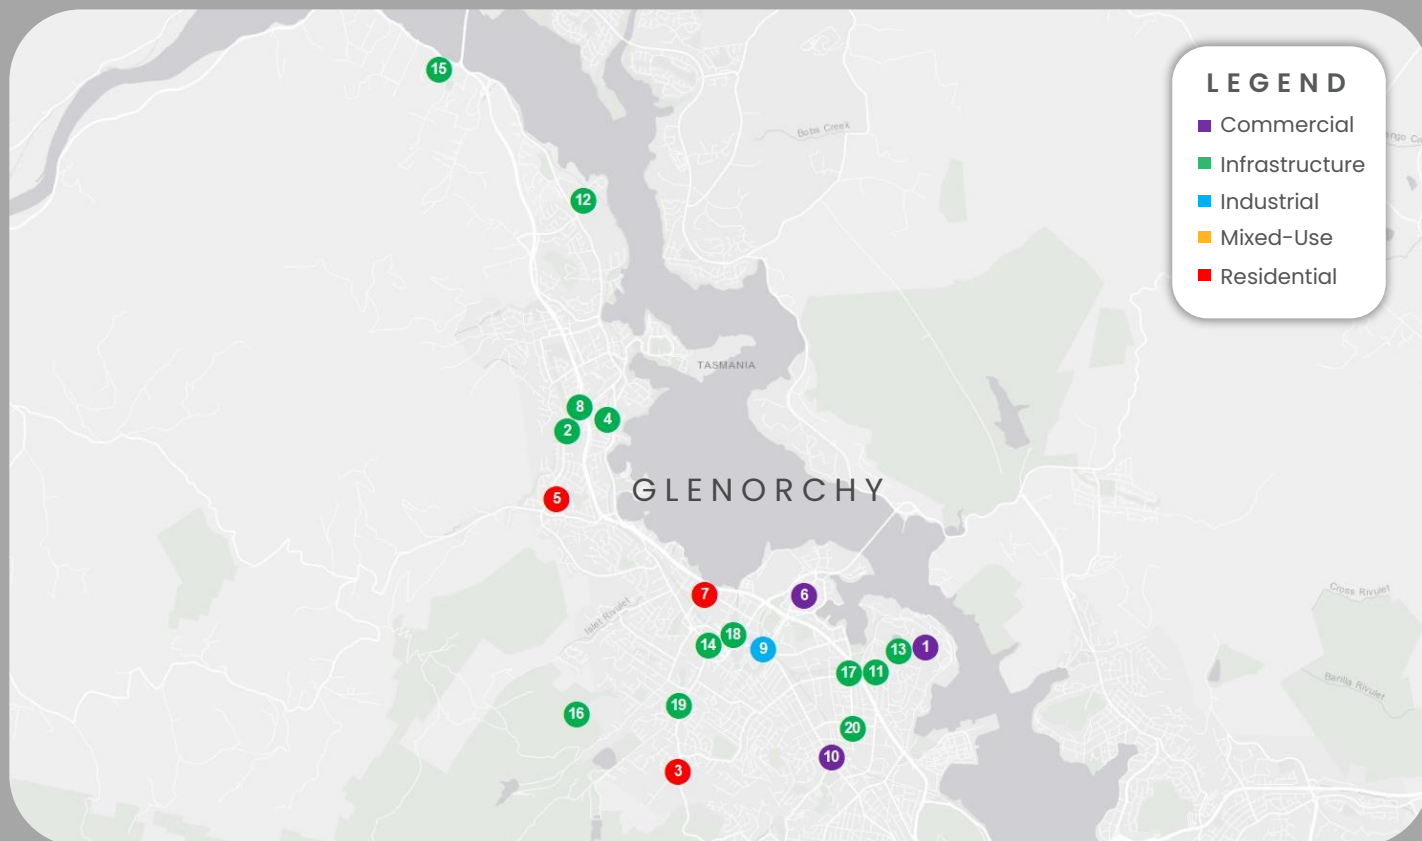 LEGEND
Commercial
Infrastructure
Industrial
Mixed-Use
Residential
15
Bobs Creek
12
TASMANIA
8
4
2
GLENORCHY
5
7
6
Islet Rivulet
Cross Rivulet
18
14
9
13
1
17
11
Barilla Rivulet
19
16
20
10
3